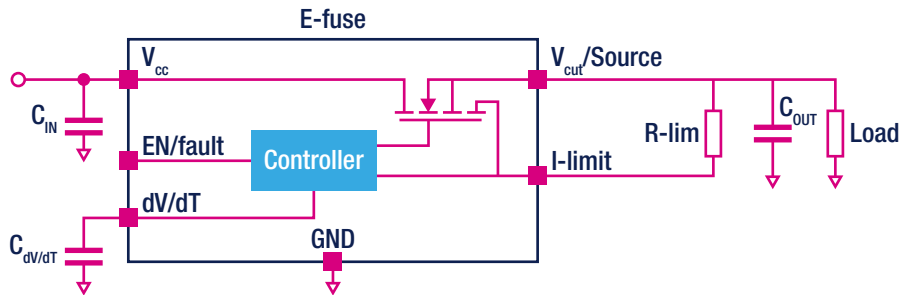 E-fuse
Vcc
Vcut/Source
CIN
COUT
R-lim
Load
EN/fault
Controller
I-limit
dV/dT
CdV/dT
GND